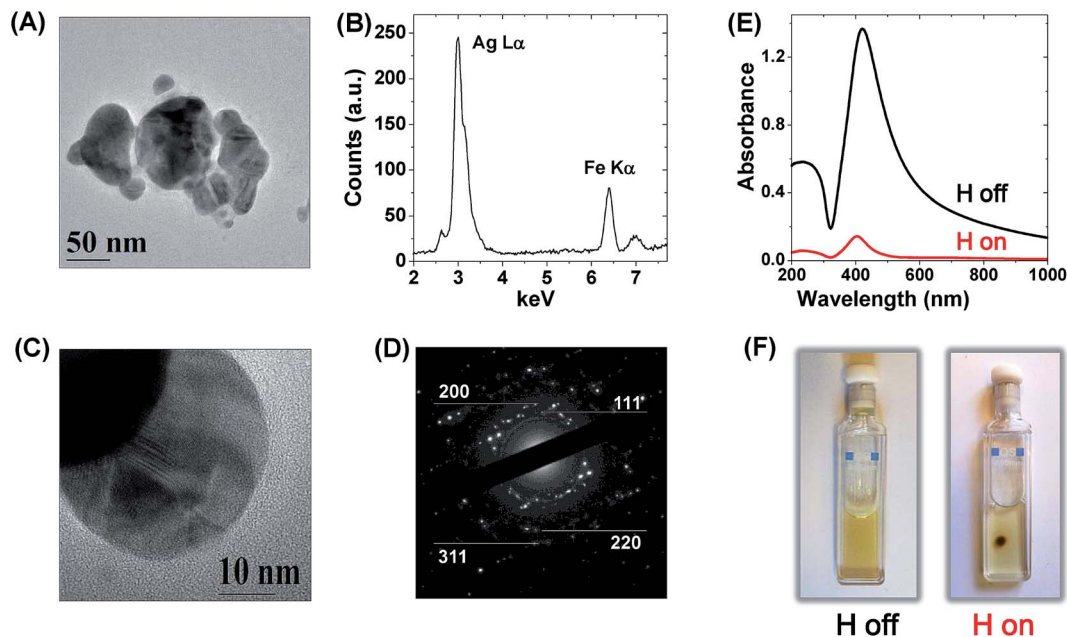 (A)
50 nm
(B)
Counts (a.u.)
250
200
150
100
50
0
Ag Lα
Fe Kα
2 3 4 5 6 7
keV
(E)
Absorbance
1.2
0.8
0.4
0.0
H off
H on
200 400 600 800 1000
Wavelength (nm)
(C)
10 nm
(D)
200
111
311
220
(F)
H off
H on